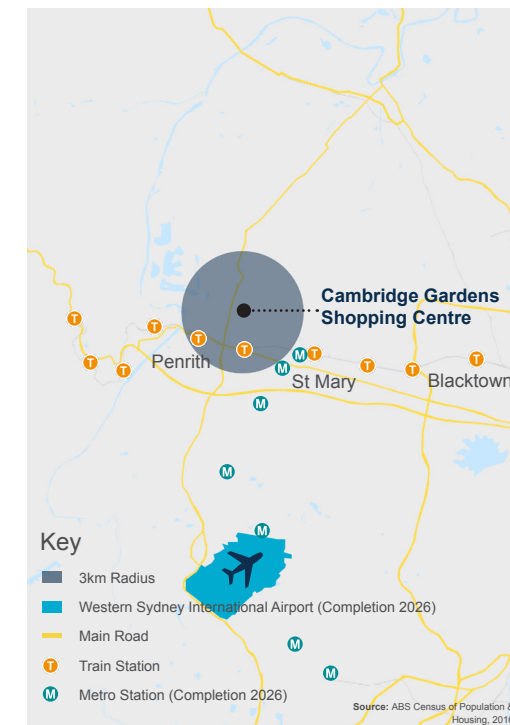 Cambridge Gardens
Shopping Centre
T
T
T
T
T
T
T
T
T
T
M
M
Penrith
St Mary
Blacktown
M
M
M
Key
3km Radius
Western Sydney International Airport (Completion 2026)
Main Road
T Train Station
M
M
M Metro Station (Completion 2026)
Source: ABS Census of Population &
Housing, 201